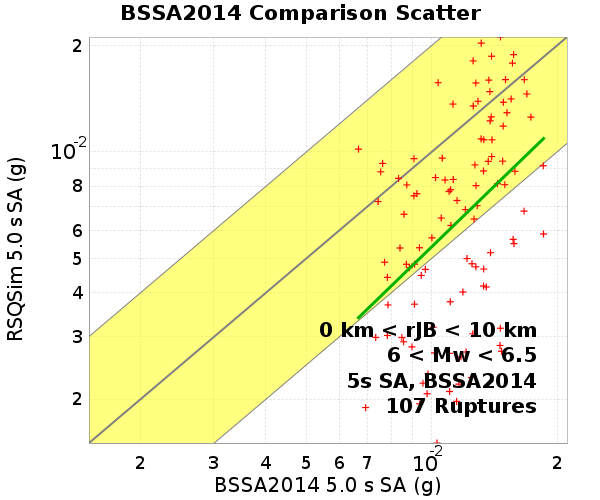 BSSA2014 Comparison Scatter
RSQSim 5.0 s SA (g)
2
10-2
8
6
5
4
3
2
0 km < rJB < 10 km
6 < Mw < 6.5
5s SA, BSSA2014
107 Ruptures
2 3 4 5 6 7 10-2 2
BSSA2014 5.0 s SA (g)